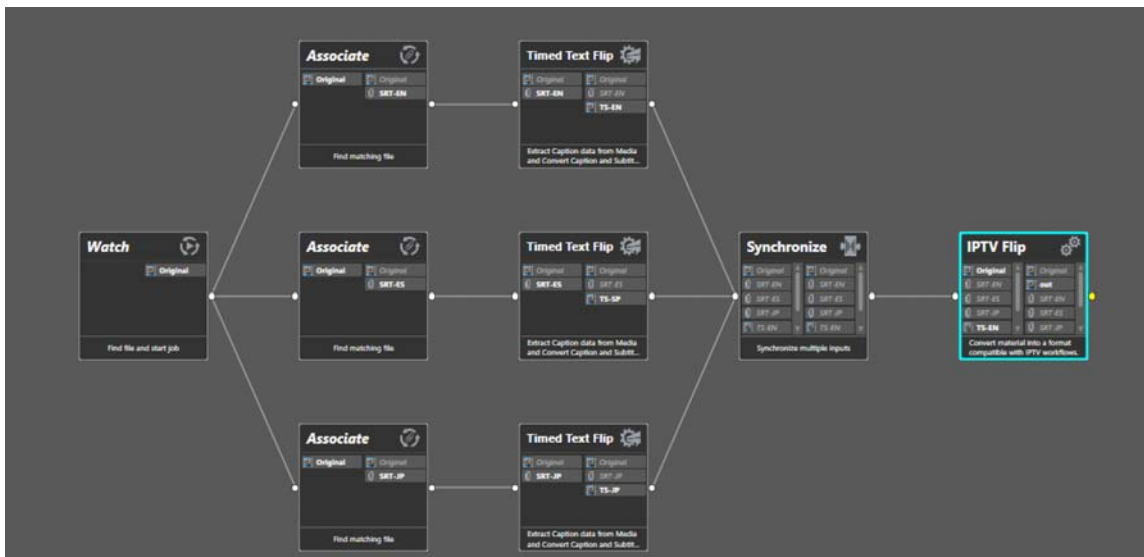 Associate
Original Original
SRT-EN
Find matching file
Timed Text Flip
Original Original
SRT-EN SRT-EN
TS-EN
Extract Caption data from Media
and Convert Caption and Subtit...
Watch
Original
Find file and start job
Associate
Original Original
SRT-ES
Find matching file
Timed Text Flip
Original Original
SRT-ES SRT-ES
TS-SP
Extract Caption data from Media
and Convert Caption and Subtit...
Synchronize
Original Original
SRT-EN SRT-EN
SRT-ES SRT-ES
SRT-JP SRT-JP
TS-EN TS-EN
Synchronize multiple inputs
IPTV Flip
Original Original
SRT-EN out
SRT-ES SRT-EN
SRT-JP SRT-ES
TS-EN SRT-JP
Convert material into a format
compatible with IPTV workflows.
Associate
Original Original
SRT-JP
Find matching file
Timed Text Flip
Original Original
SRT-JP SRT-JP
TS-JP
Extract Caption data from Media
and Convert Caption and Subtit...